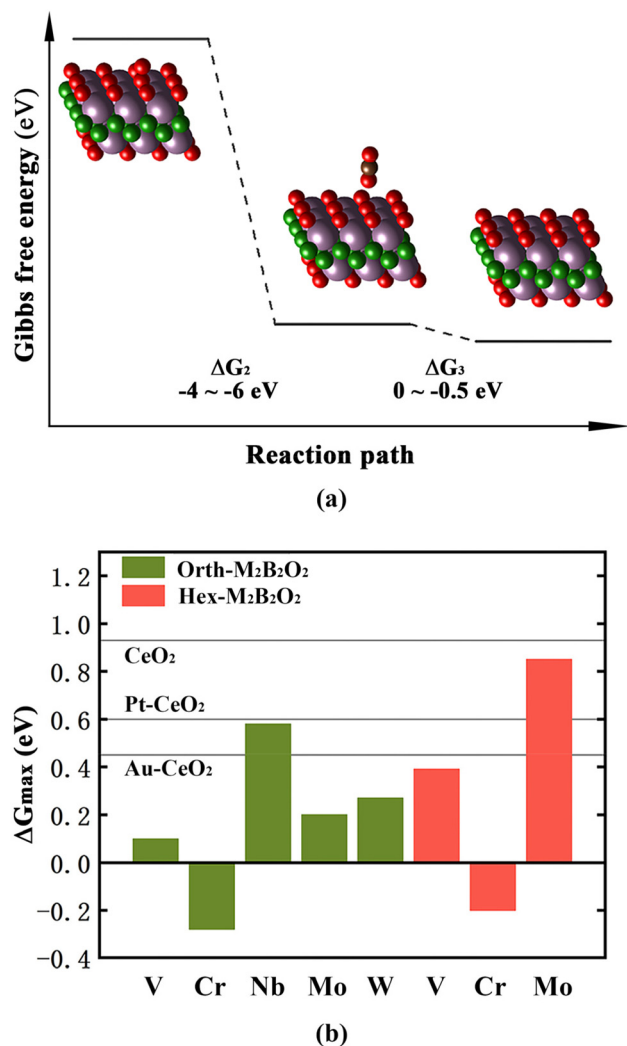 Gibbs free energy (eV)
ΔG₂
-4 ~ -6 eV
ΔG₃
0 ~ -0.5 eV
Reaction path
(a)
Orth-M₂B₂O₂
Hex-M₂B₂O₂
ΔGmax (eV)
1.2
1.0
0.8
0.6
0.4
0.2
0.0
-0.2
-0.4
CeO₂
Pt-CeO₂
Au-CeO₂
V Cr Nb Mo W V Cr Mo
(b)